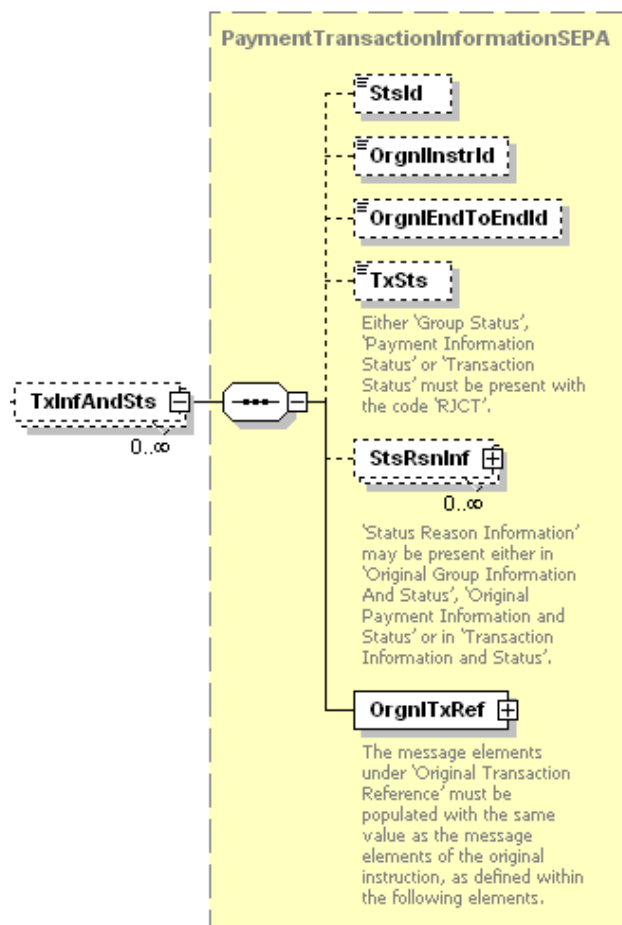 PaymentTransactionInformationSEPA
StsId
OrgnlInstrId
OrgnlEndToEndId
TxSts
Either 'Group Status',
'Payment Information
Status' or 'Transaction
Status' must be present with
the code 'RJCT'.
TxInfAndSts
0..∞
StsRsnInf
0..∞
'Status Reason Information'
may be present either in
'Original Group Information
And Status', 'Original
Payment Information and
Status' or in 'Transaction
Information and Status'.
OrgnlTxRef
The message elements
under 'Original Transaction
Reference' must be
populated with the same
value as the message
elements of the original
instruction, as defined within
the following elements.